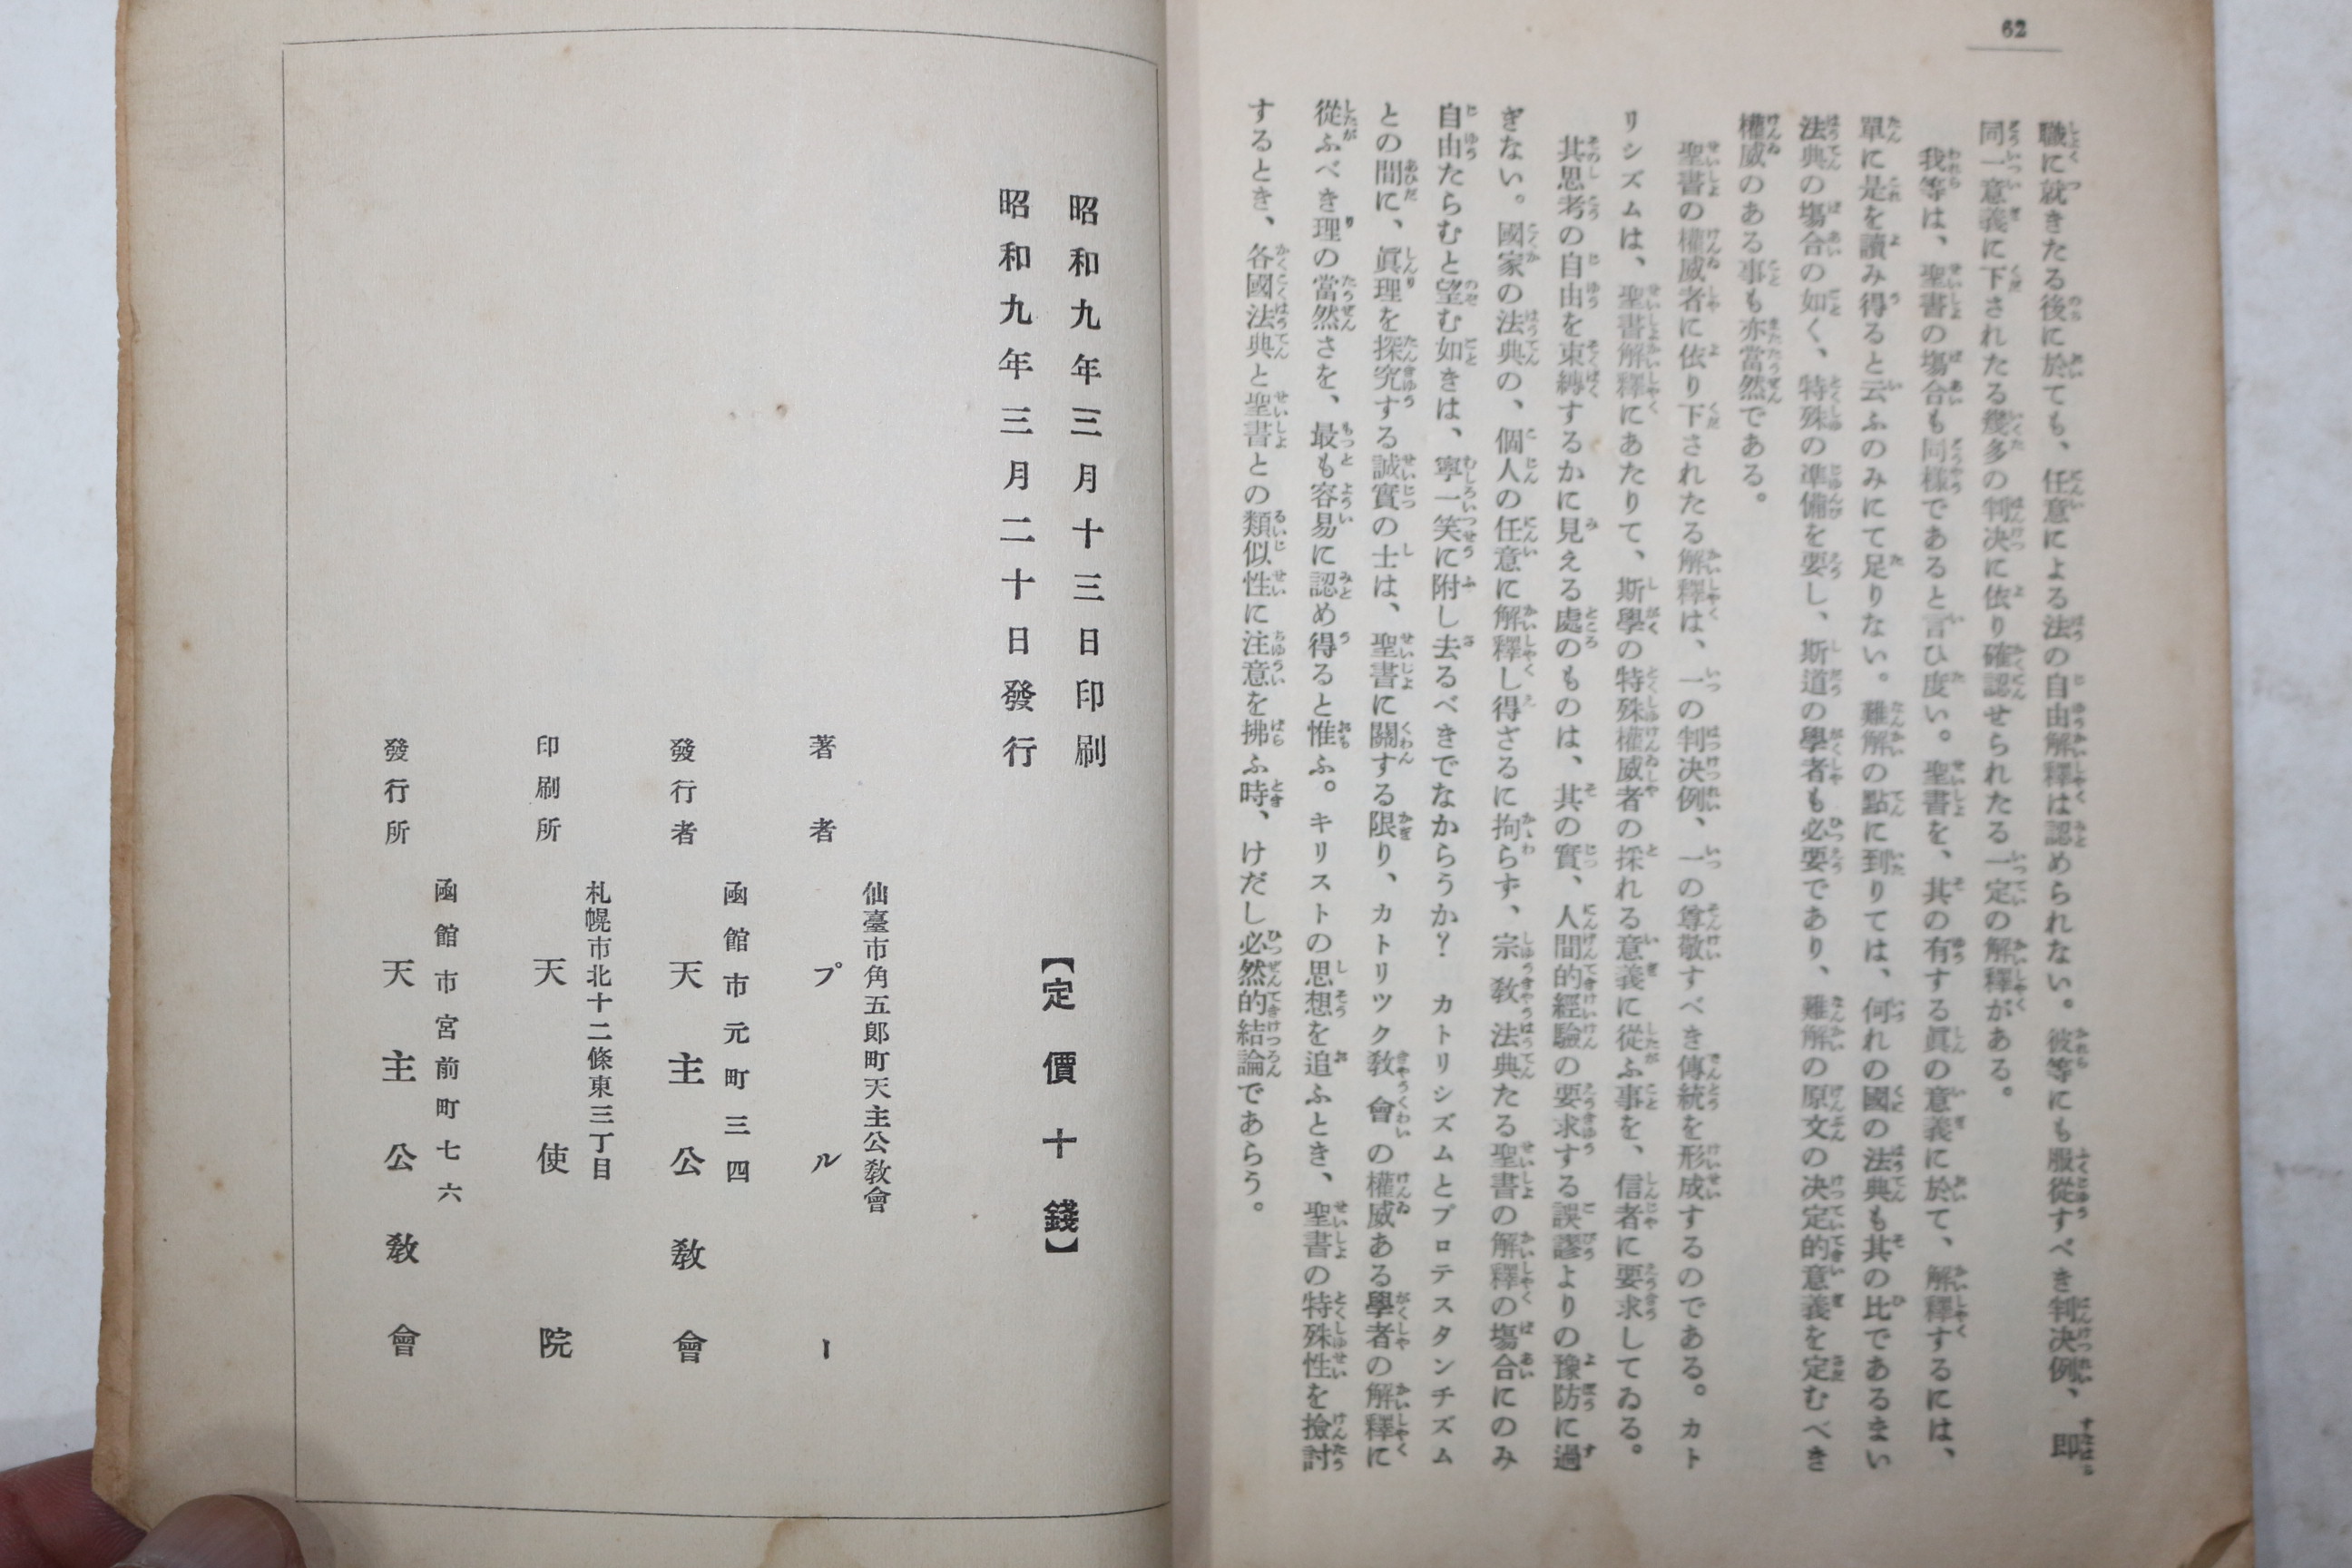 62
職に就きたる後に於ても、任意による法の自由解釋は認められない。彼等にも服從すべき判決例、即
同一意義に下されたる幾多の判決に依り確認せられたる一定の解釋がある。
我等は、聖書の塲合も同樣であると言ひ度い。聖書を、其の有する眞の意義に於て、解釋するには、
單に是を讀み得ると云ふのみにて足りない。難解の點に到りては、何れの國の法典も其の比であるまい
法典の塲合の如く、特殊の準備を要し、斯道の學者も必要であり、難解の原文の決定的意義を定むべき
權威のある事も亦當然である。
聖書の權威者に依り下されたる解釋は、一の判決例、一の尊敬すべき傳統を形成するのである。カト
リシズムは、聖書解釋にあたりて、斯學の特殊權威者の採れる意義に從ふ事を、信者に要求してゐる。
其思考の自由を束縛するかに見える處のものは、其の實、人間的經驗の要求する誤謬よりの豫防に過
ぎない。國家の法典の、個人の任意に解釋し得ざるに拘らず、宗敎法典たる聖書の解釋の塲合にのみ
自由たらむと望む如きは、寧一笑に附し去るべきでなからうか？カトリシズムとプロテスタンチズム
との間に、眞理を探究する誠實の士は、聖書に關する限り、カトリツク敎會の權威ある學者の解釋に
從ふべき理の當然さを、最も容易に認め得ると惟ふ。キリストの思想を追ふとき、聖書の特殊性を撿討
するとき、各國法典と聖書との類似性に注意を拂ふ時、けだし必然的結論であらう。
昭和九年三月十三日印刷
昭和九年三月二十日發行
【定價十錢】
仙臺市角五郎町天主公敎會
著者 プルー
函館市元町三四
發行者 天主公敎會
札幌市北十二條東三丁目
印刷所 天使院
函館市宮前町七六
發行所 天主公敎會